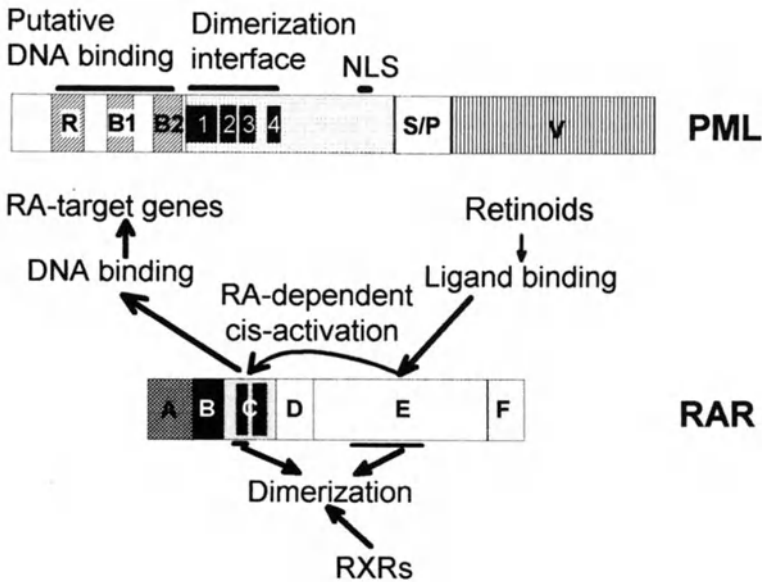 Putative
DNA binding
Dimerization
interface
NLS
R B1 B2 1 2 3 4 S/P V
PML
RA-target genes
DNA binding
Retinoids
Ligand binding
RA-dependent
cis-activation
A B C D E F
RAR
Dimerization
RXRs